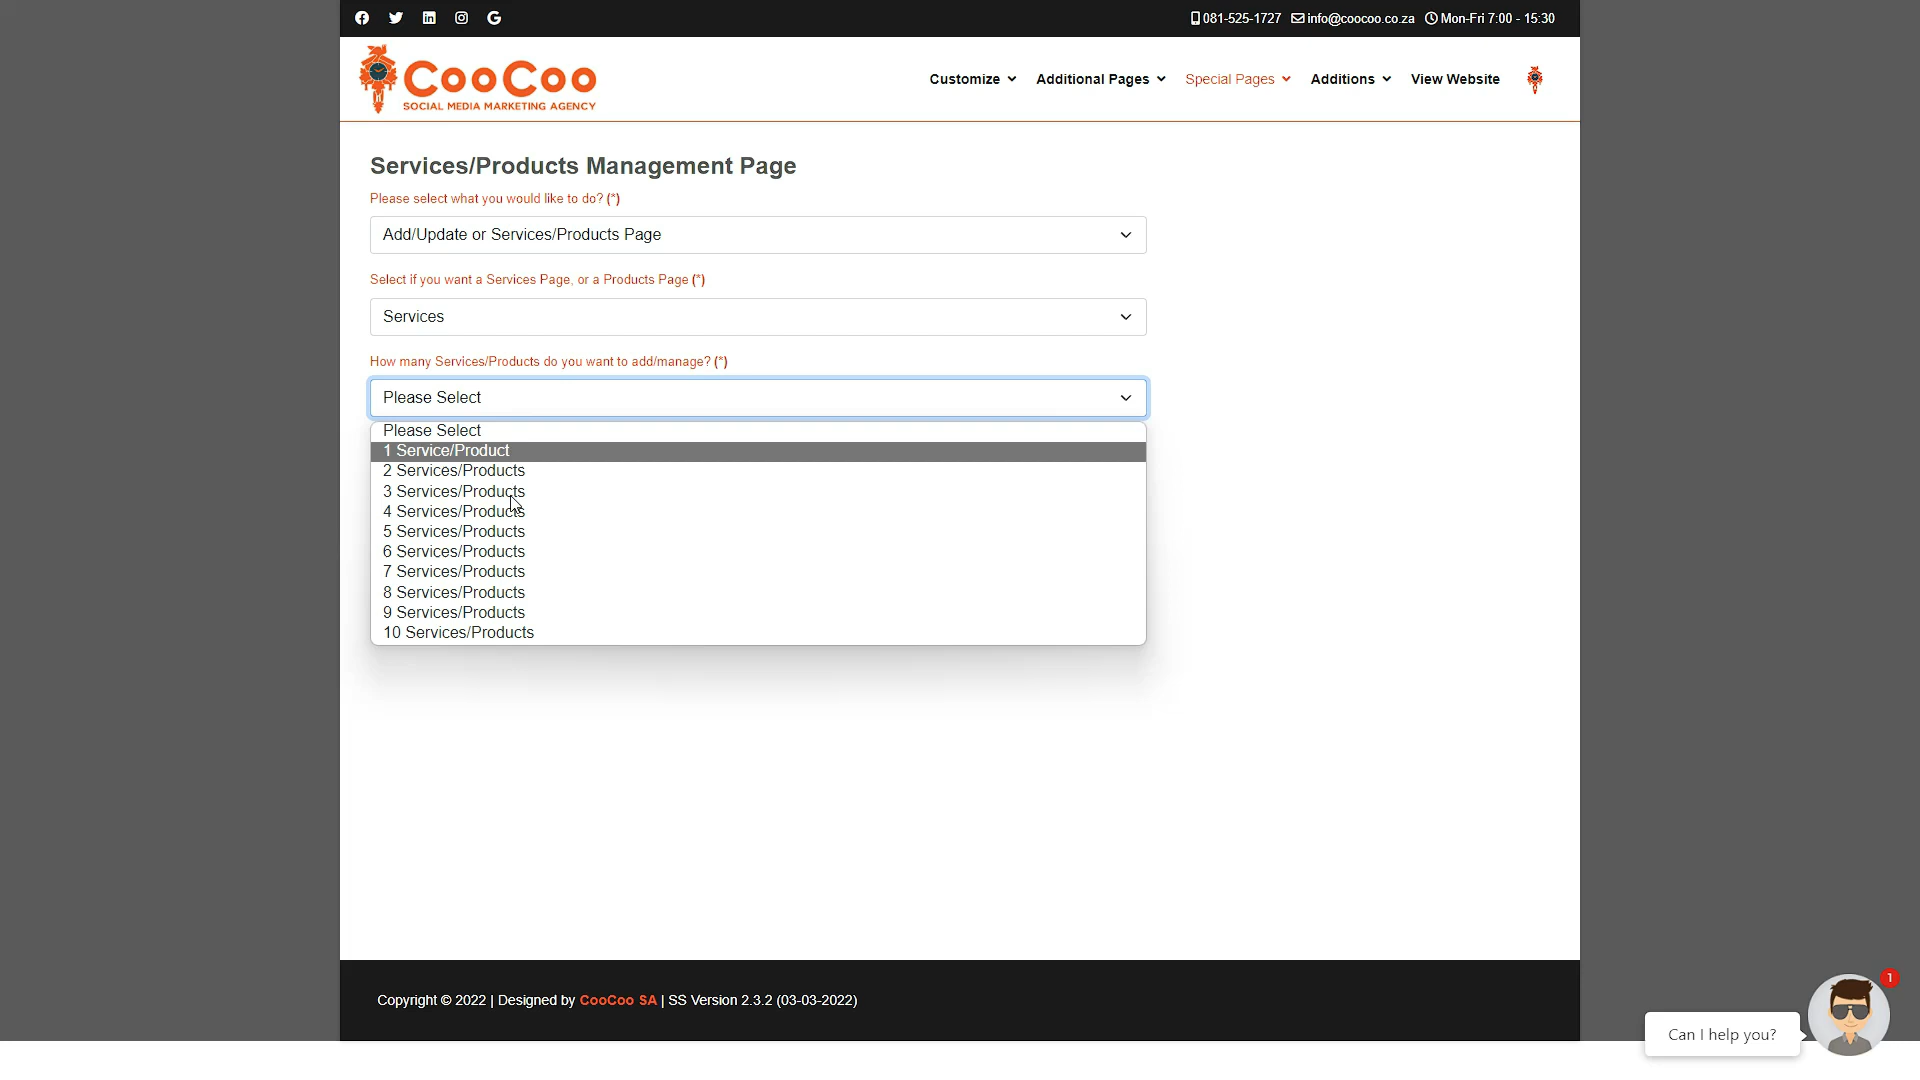 081-525-1727 info@coocoo.co.za Mon-Fri 7:00 - 15:30
CooCoo
SOCIAL MEDIA MARKETING AGENCY
Customize Additional Pages Special Pages Additions View Website
Services/Products Management Page
Please select what you would like to do? (*)
Add/Update or Services/Products Page
Select if you want a Services Page, or a Products Page (*)
Services
How many Services/Products do you want to add/manage? (*)
Please Select
Please Select
1 Service/Product
2 Services/Products
3 Services/Products
4 Services/Products
5 Services/Products
6 Services/Products
7 Services/Products
8 Services/Products
9 Services/Products
10 Services/Products
Copyright © 2022 | Designed by CooCoo SA | SS Version 2.3.2 (03-03-2022)
1
Can I help you?